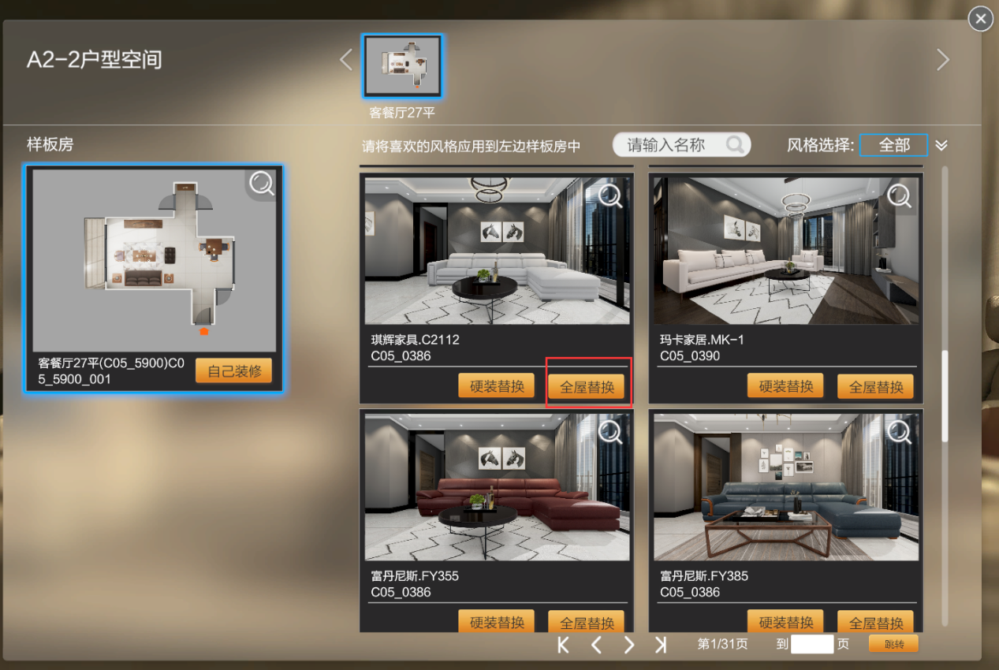 A2-2户型空间
客餐厅27平
样板房
请将喜欢的风格应用到左边样板房中
请输入名称
风格选择:
全部
客餐厅27平(C05_5900)C0
5_5900_001
自己装修
琪辉家具.C2112
C05_0386
硬装替换
全屋替换
玛卡家居.MK-1
C05_0390
硬装替换
全屋替换
富丹尼斯.FY355
C05_0386
硬装替换
全屋替换
富丹尼斯.FY385
C05_0386
硬装替换
全屋替换
第1/31页
到
页
跳转